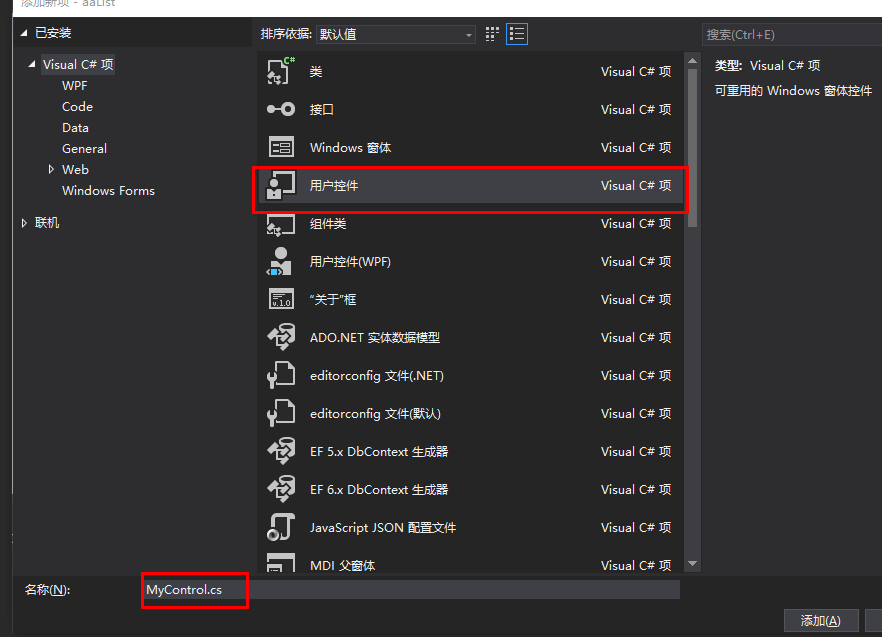 添加新项 - aaList
已安装
排序依据: 默认值
搜索(Ctrl+E)
Visual C# 项
WPF
Code
Data
General
Web
Windows Forms
联机
类 Visual C# 项
接口 Visual C# 项
Windows 窗体 Visual C# 项
用户控件 Visual C# 项
组件类 Visual C# 项
用户控件(WPF) Visual C# 项
“关于”框 Visual C# 项
ADO.NET 实体数据模型 Visual C# 项
editorconfig 文件(.NET) Visual C# 项
editorconfig 文件(默认) Visual C# 项
EF 5.x DbContext 生成器 Visual C# 项
EF 6.x DbContext 生成器 Visual C# 项
JavaScript JSON 配置文件 Visual C# 项
MDI 父窗体 Visual C# 项
类型: Visual C# 项
可重用的 Windows 窗体控件
名称(N): MyControl.cs
添加(A)